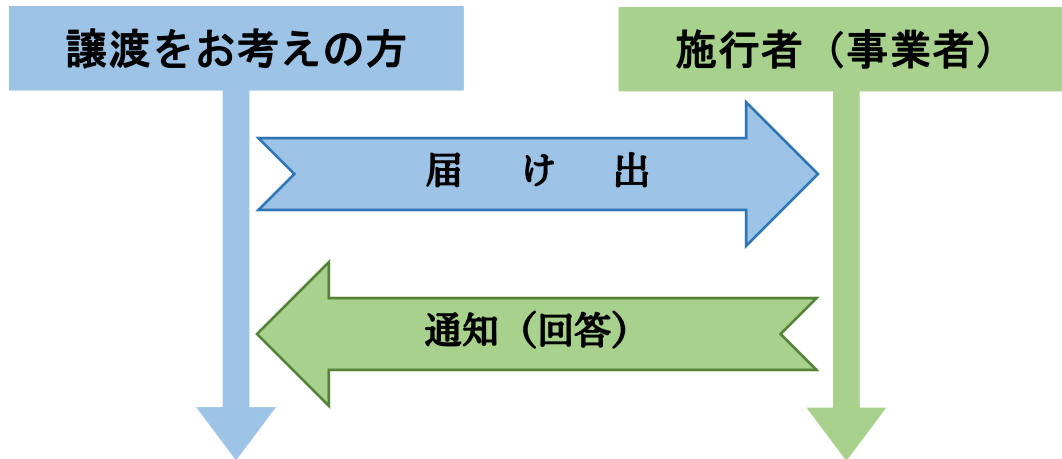 譲渡をお考えの方
施行者（事業者）
届　け　出
通知（回答）